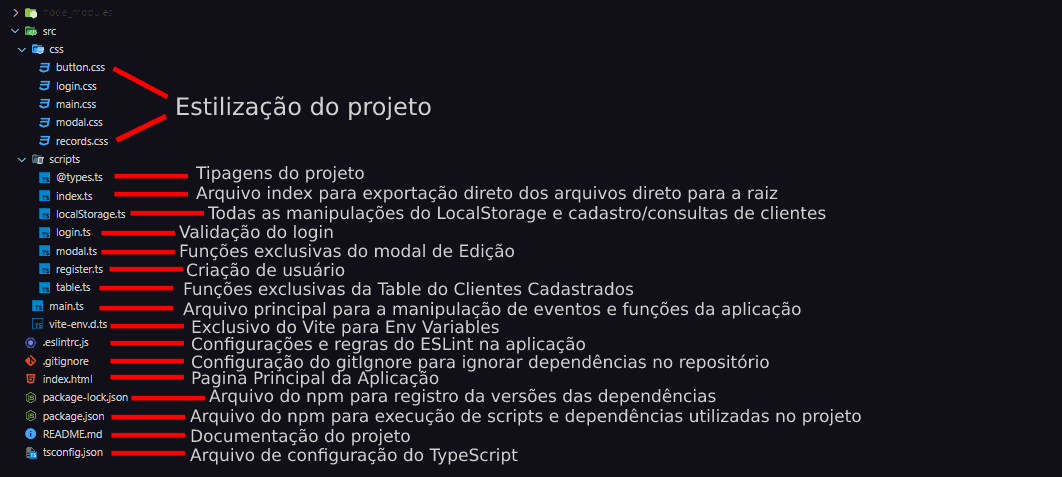 node_modules
src
css
button.css
login.css
main.css
Estilização do projeto
modal.css
records.css
scripts
@types.ts Tipagens do projeto
index.ts Arquivo index para exportação direto dos arquivos direto para a raiz
localStorage.ts Todas as manipulações do LocalStorage e cadastro/consultas de clientes
login.ts Validação do login
modal.ts Funções exclusivas do modal de Edição
register.ts Criação de usuário
table.ts Funções exclusivas da Table do Clientes Cadastrados
main.ts Arquivo principal para a manipulação de eventos e funções da aplicação
vite-env.d.ts Exclusivo do Vite para Env Variables
.eslintrc.js Configurações e regras do ESLint na aplicação
.gitignore Configuração do gitIgnore para ignorar dependências no repositório
index.html Pagina Principal da Aplicação
package-lock.json Arquivo do npm para registro da versões das dependências
package.json Arquivo do npm para execução de scripts e dependências utilizadas no projeto
README.md Documentação do projeto
tsconfig.json Arquivo de configuração do TypeScript